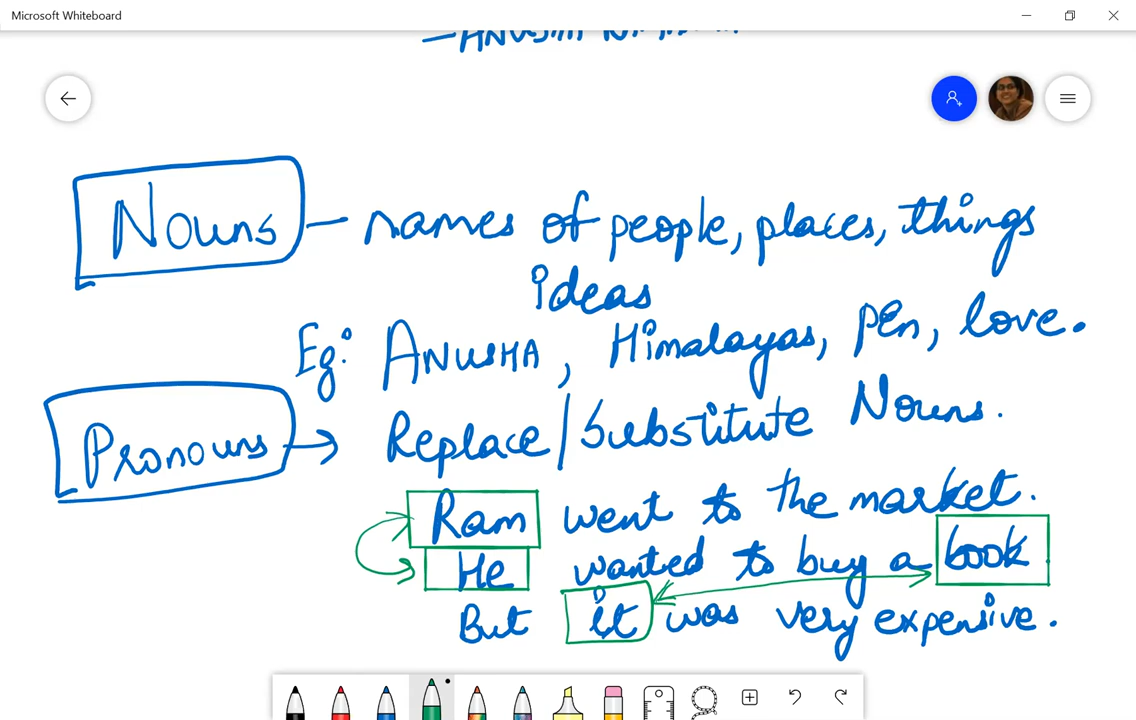 Microsoft Whiteboard
Nouns – names of people, places, things
ideas
Eg: ANUSHA, Himalayas, pen, love.
Pronouns → Replace/Substitute Nouns.
Ram went to the market.
He wanted to buy a book
But it was very expensive.